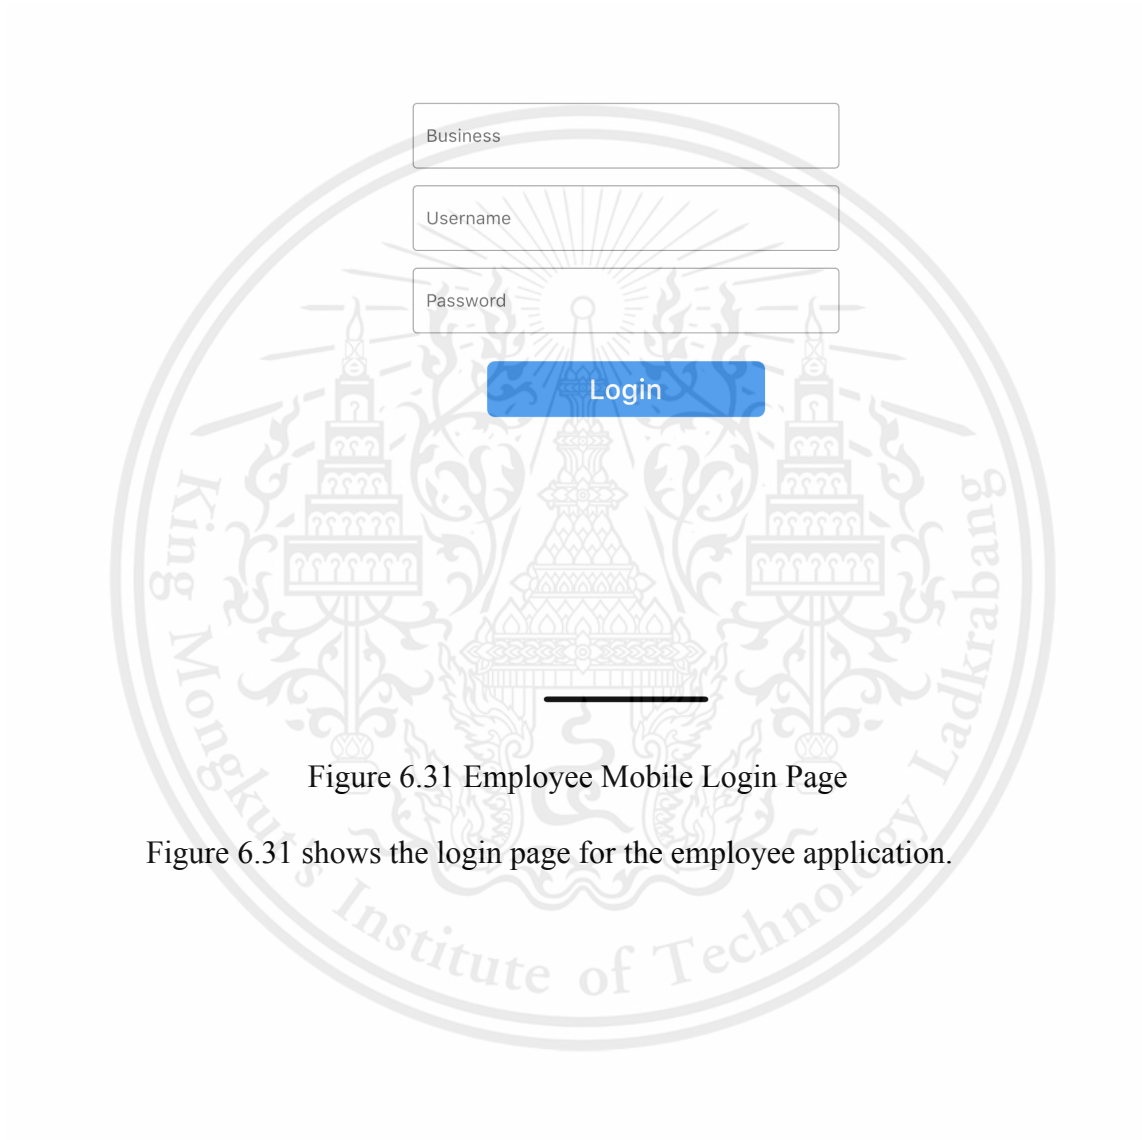 Business
Username
Password
Login
Figure 6.31 Employee Mobile Login Page
Figure 6.31 shows the login page for the employee application.
King Mongkut's Institute of Technology Ladkrabang